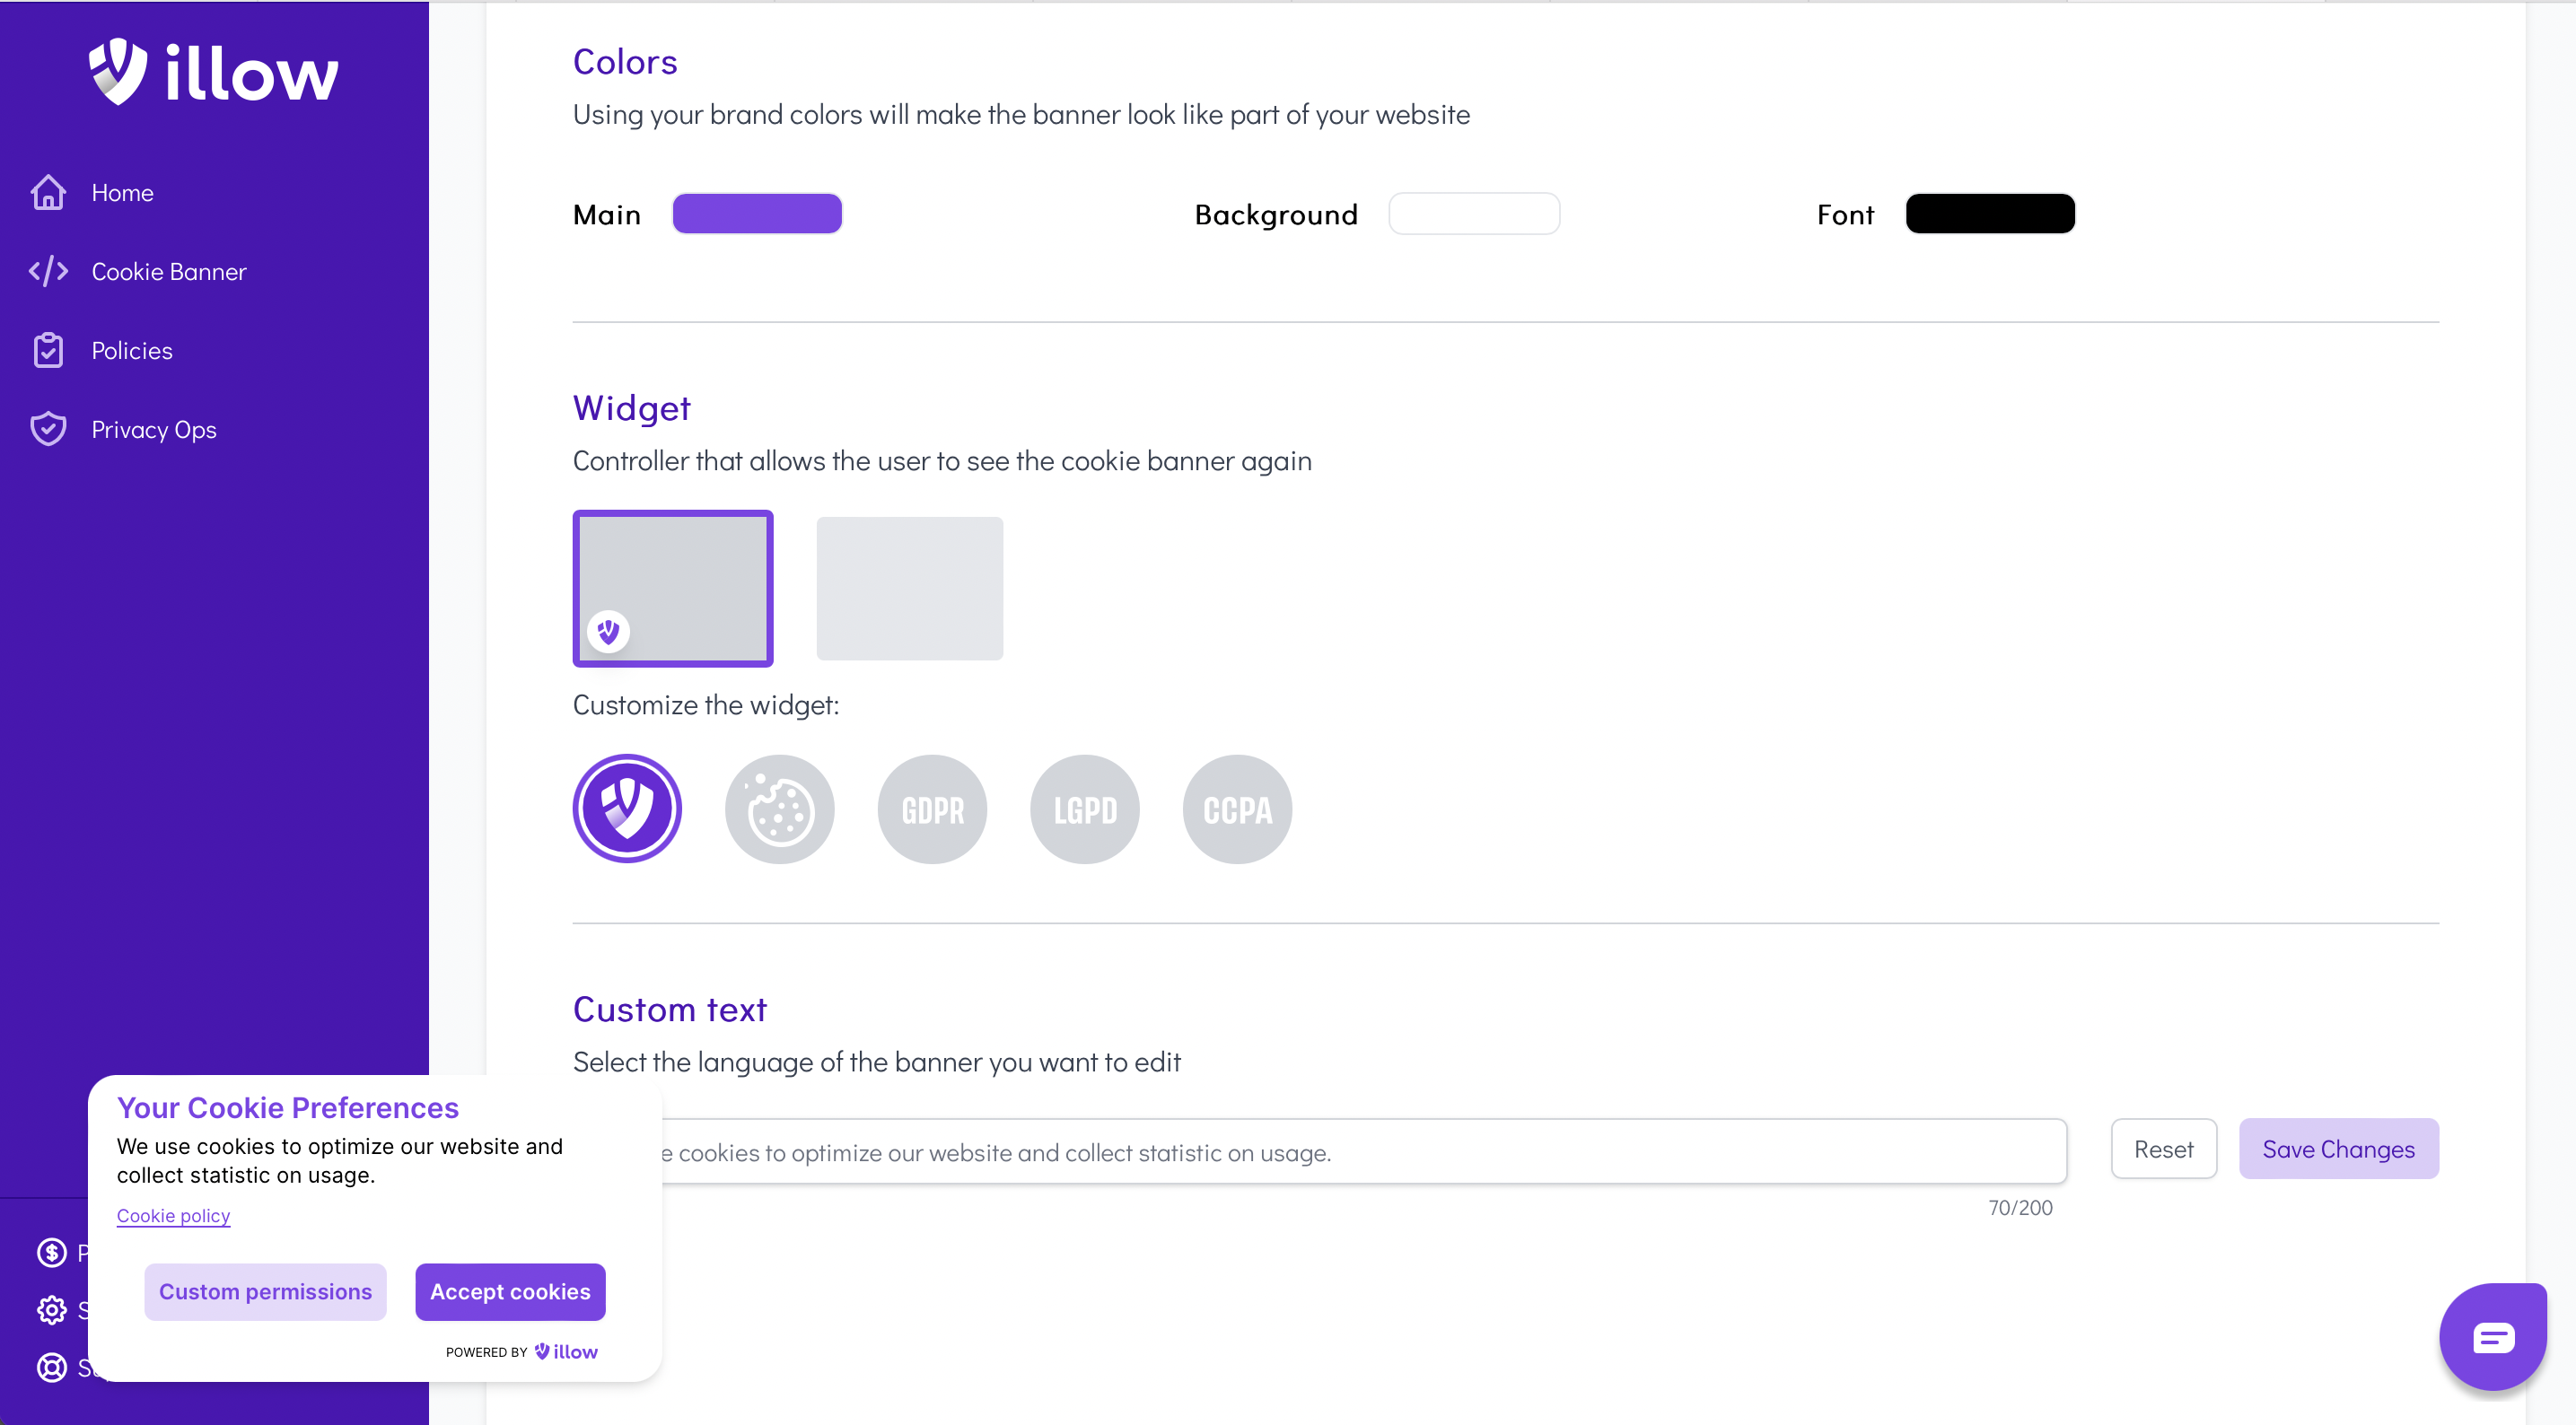 illow
Home
Cookie Banner
Policies
Privacy Ops
Colors
Using your brand colors will make the banner look like part of your website
Main
Background
Font
Widget
Controller that allows the user to see the cookie banner again
Customize the widget:
GDPR
LGPD
CCPA
Custom text
Select the language of the banner you want to edit
cookies to optimize our website and collect statistic on usage.
Reset
Save Changes
70/200
Your Cookie Preferences
We use cookies to optimize our website and
collect statistic on usage.
Cookie policy
Custom permissions
Accept cookies
POWERED BY illow